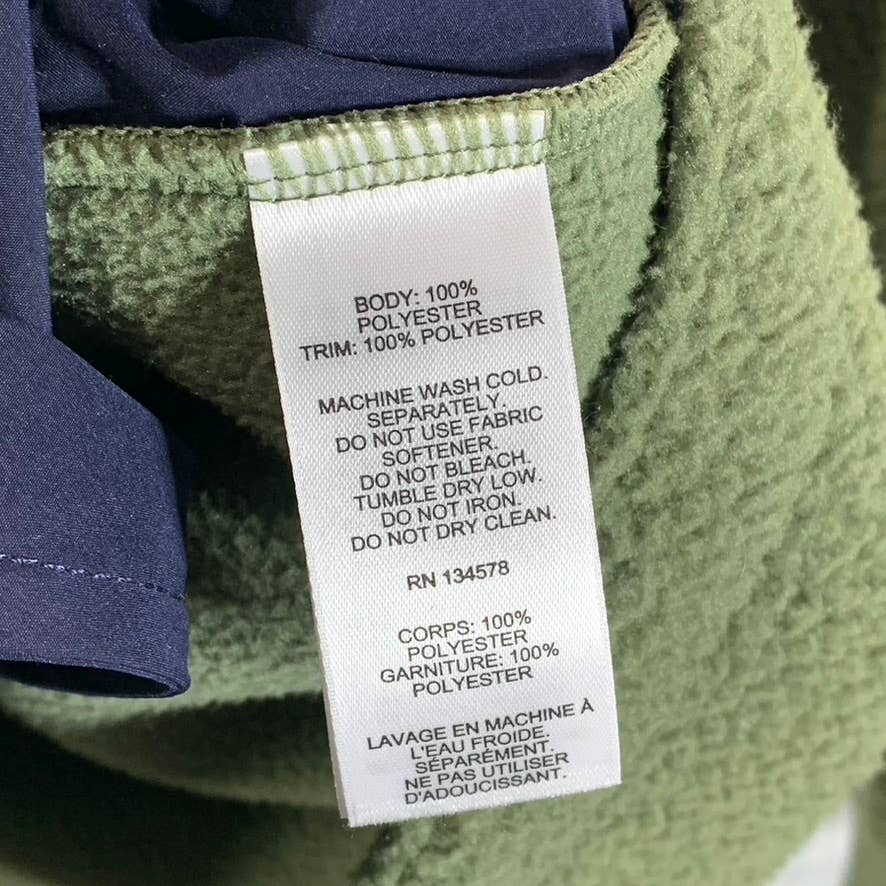 BODY: 100%
POLYESTER
TRIM: 100% POLYESTER
MACHINE WASH COLD.
SEPARATELY.
DO NOT USE FABRIC
SOFTENER.
DO NOT BLEACH.
TUMBLE DRY LOW.
DO NOT IRON.
DO NOT DRY CLEAN.
RN 134578
CORPS: 100%
POLYESTER
GARNITURE: 100%
POLYESTER
LAVAGE EN MACHINE À
L'EAU FROIDE.
SÉPARÉMENT.
NE PAS UTILISER
D'ADOUCISSANT.